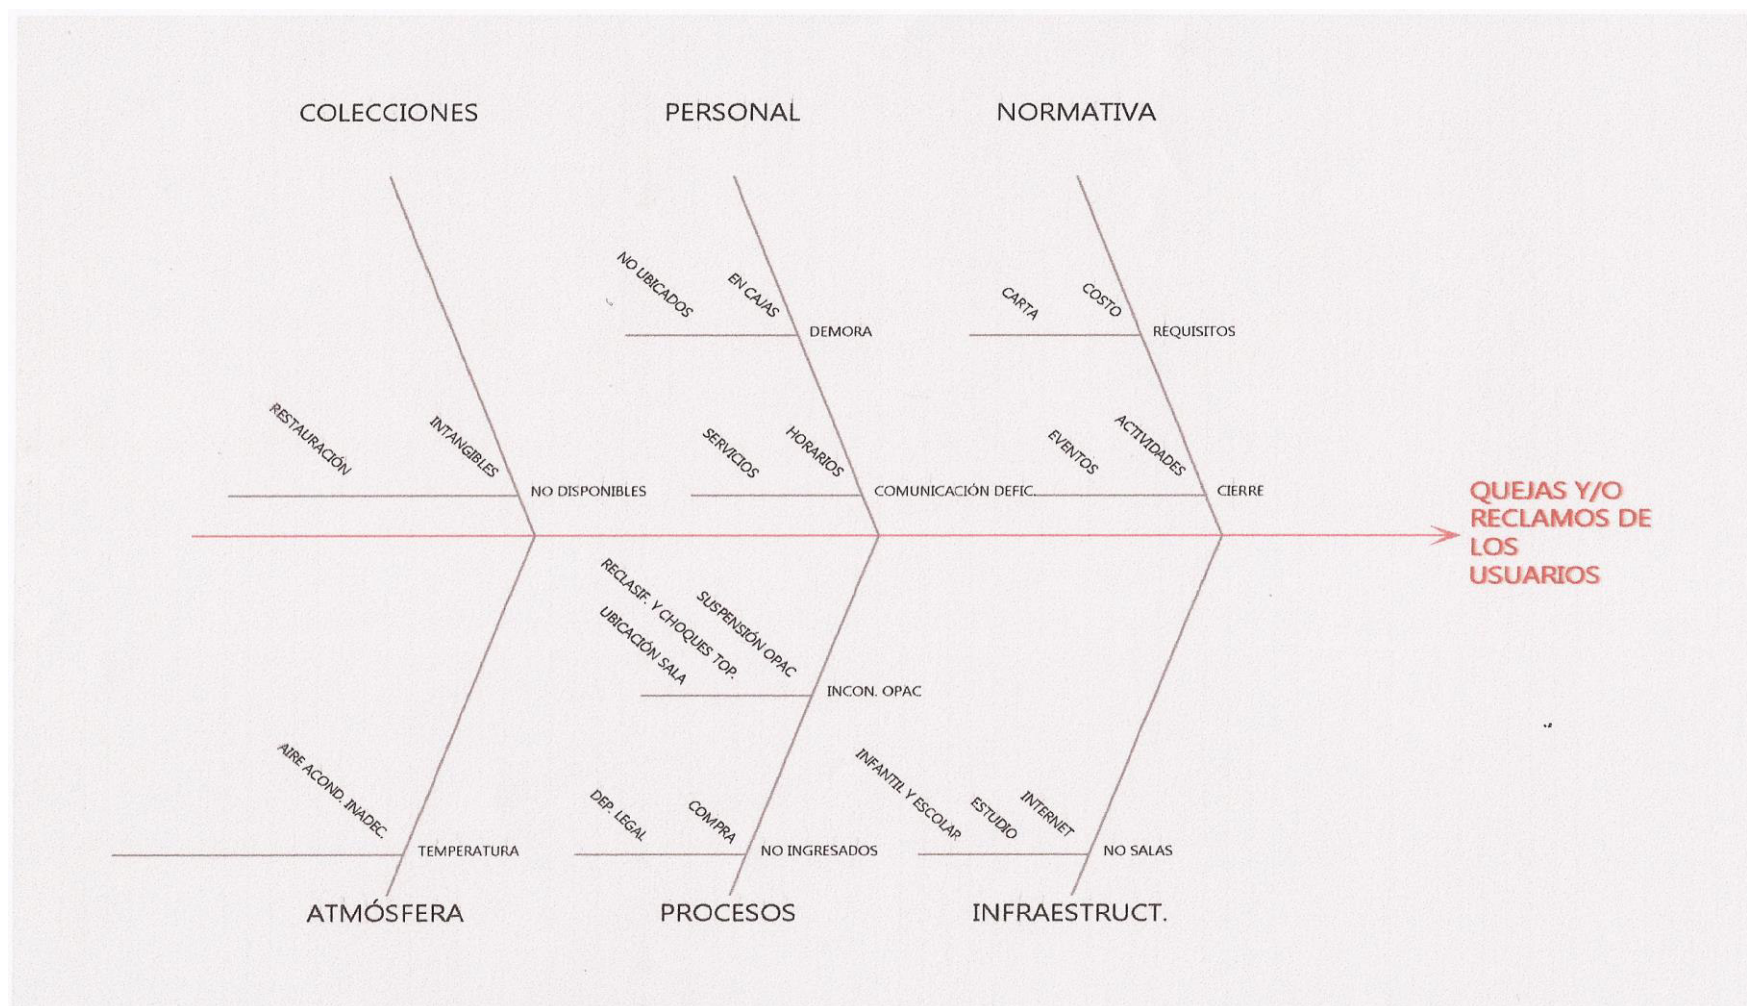 COLECCIONES
PERSONAL
NORMATIVA
NO UBICADOS
EN CAJAS
DEMORA
CARTA
COSTO
REQUISITOS
RESTAURACIÓN
INTANGIBLES
NO DISPONIBLES
SERVICIOS
HORARIOS
COMUNICACIÓN DEFIC.
EVENTOS
ACTIVIDADES
CIERRE
QUEJAS Y/O
RECLAMOS DE
LOS
USUARIOS
RECLASIF. Y CHOQUES TOP.
SUSPENSIÓN OPAC
UBICACIÓN SALA
INCON. OPAC
AIRE ACOND. INADEC.
TEMPERATURA
DEP. LEGAL
COMPRA
NO INGRESADOS
INFANTIL Y ESCOLAR
ESTUDIO
INTERNET
NO SALAS
ATMÓSFERA
PROCESOS
INFRAESTRUCT.